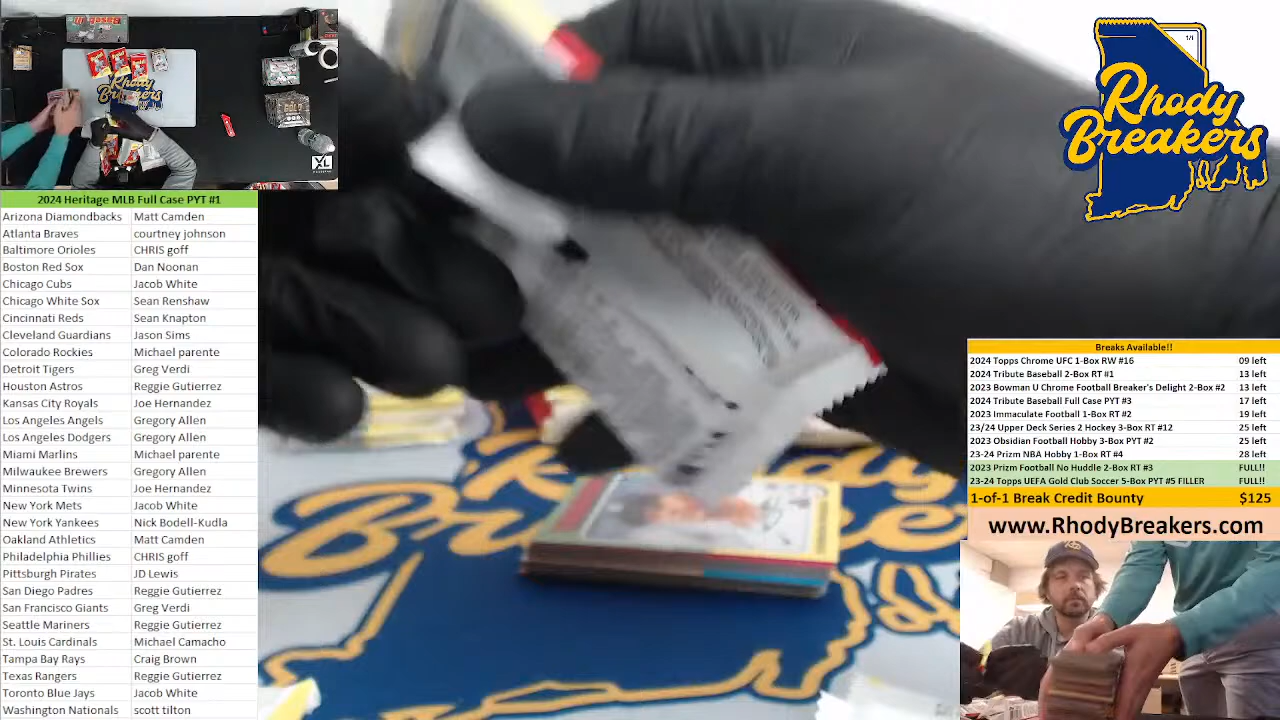 2024 Heritage MLB Full Case PYT #1
Arizona Diamondbacks Matt Camden
Atlanta Braves courtney johnson
Baltimore Orioles CHRIS goff
Boston Red Sox Dan Noonan
Chicago Cubs Jacob White
Chicago White Sox Sean Renshaw
Cincinnati Reds Sean Knapton
Cleveland Guardians Jason Sims
Colorado Rockies Michael parente
Detroit Tigers Greg Verdi
Houston Astros Reggie Gutierrez
Kansas City Royals Joe Hernandez
Los Angeles Angels Gregory Allen
Los Angeles Dodgers Gregory Allen
Miami Marlins Michael parente
Milwaukee Brewers Gregory Allen
Minnesota Twins Joe Hernandez
New York Mets Jacob White
New York Yankees Nick Bodell-Kudla
Oakland Athletics Matt Camden
Philadelphia Phillies CHRIS goff
Pittsburgh Pirates JD Lewis
San Diego Padres Reggie Gutierrez
San Francisco Giants Greg Verdi
Seattle Mariners Reggie Gutierrez
St. Louis Cardinals Michael Camacho
Tampa Bay Rays Craig Brown
Texas Rangers Reggie Gutierrez
Toronto Blue Jays Jacob White
Washington Nationals scott tilton
Rhody
Breakers
XL
1/1
Rhody
Breakers
Breakers Available!!
2024 Topps Chrome UFC 1-Box RW #16 09 left
2024 Tribute Baseball 2-Box RT #1 13 left
2023 Bowman U Chrome Football Breaker's Delight 2-Box #2 13 left
2024 Tribute Baseball Full Case PYT #3 17 left
2023 Immaculate Football 1-Box RT #2 19 left
23/24 Upper Deck Series 2 Hockey 3-Box RT #12 25 left
2023 Obsidian Football Hobby 3-Box PYT #2 25 left
23-24 Prizm NBA Hobby 1-Box RT #4 28 left
2023 Prizm Football No Huddle 2-Box RT #3 FULL!!
23-24 Topps UEFA Gold Club Soccer 5-Box PYT #5 FILLER FULL!!
1-of-1 Break Credit Bounty $125
www.RhodyBreakers.com